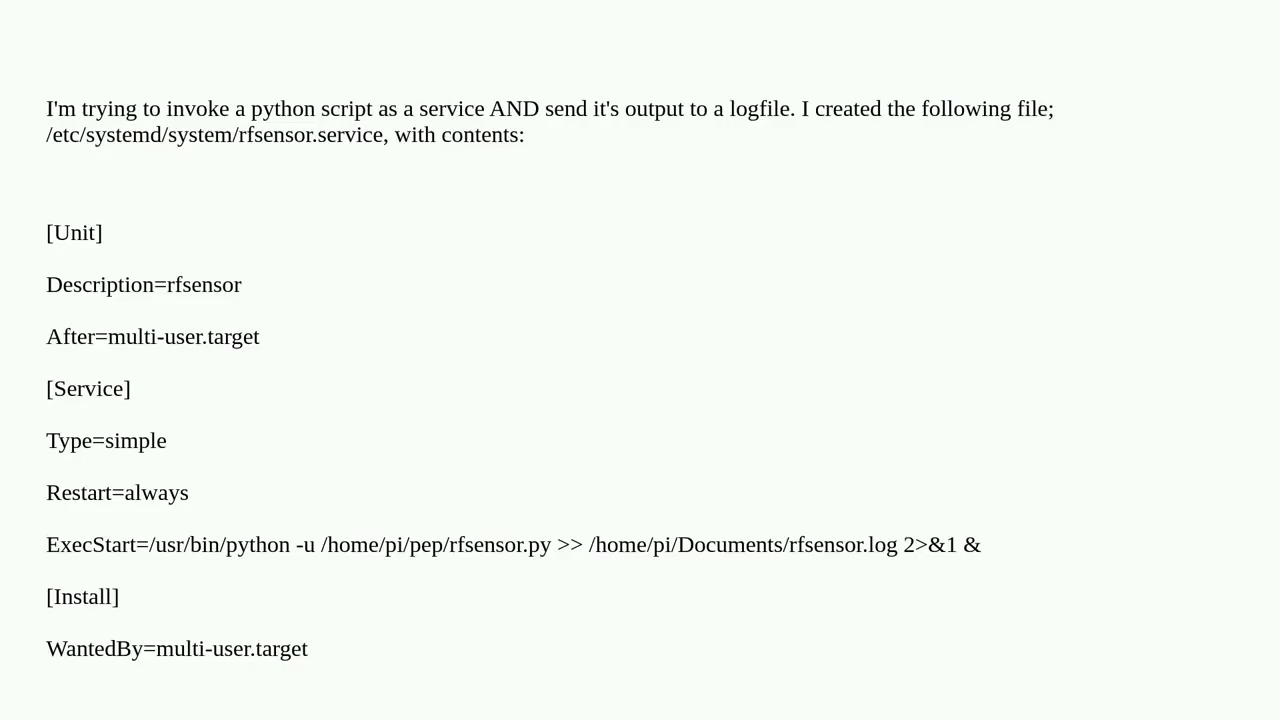 I'm trying to invoke a python script as a service AND send it's output to a logfile. I created the following file;
/etc/systemd/system/rfsensor.service, with contents:
[Unit]
Description=rfsensor
After=multi-user.target
[Service]
Type=simple
Restart=always
ExecStart=/usr/bin/python -u /home/pi/pep/rfsensor.py >> /home/pi/Documents/rfsensor.log 2>&1 &
[Install]
WantedBy=multi-user.target